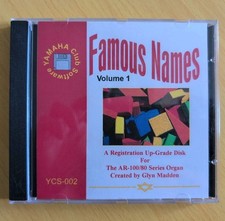 YAMAHA Club Software
Famous Names
Volume 1
A Registration Up-Grade Disk
For
The AR-100/80 Series Organ
Created by Glyn Madden
YCS-002